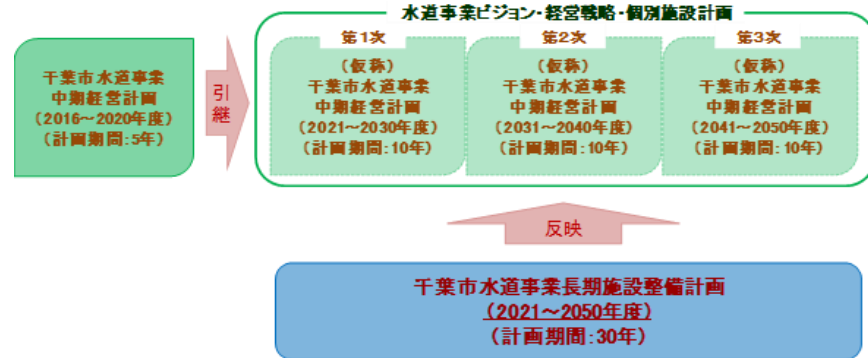 水道事業ビジョン・経営戦略・個別施設計画
千葉市水道事業
中期経営計画
(2016～2020年度)
(計画期間:5年)
引
継
第1次
(仮称)
千葉市水道事業
中期経営計画
(2021～2030年度)
(計画期間:10年)
第2次
(仮称)
千葉市水道事業
中期経営計画
(2031～2040年度)
(計画期間:10年)
第3次
(仮称)
千葉市水道事業
中期経営計画
(2041～2050年度)
(計画期間:10年)
反映
千葉市水道事業長期施設整備計画
(2021～2050年度)
(計画期間:30年)